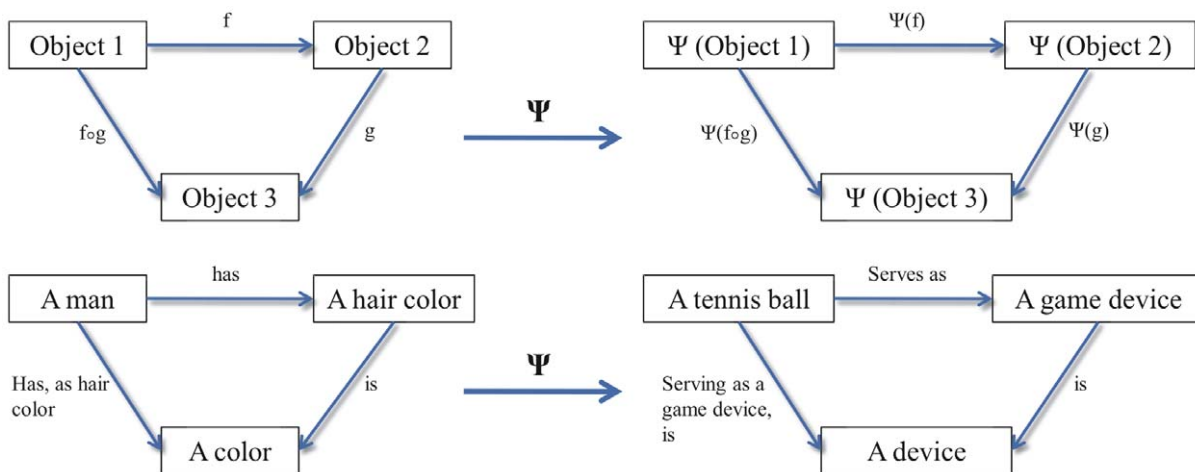 f
Object 1
Object 2
f∘g
g
Object 3
Ψ
Ψ(f)
Ψ (Object 1)
Ψ (Object 2)
Ψ(f∘g)
Ψ(g)
Ψ (Object 3)
has
A man
A hair color
Has, as hair
color
is
A color
Ψ
Serves as
A tennis ball
A game device
Serving as a
game device,
is
is
A device